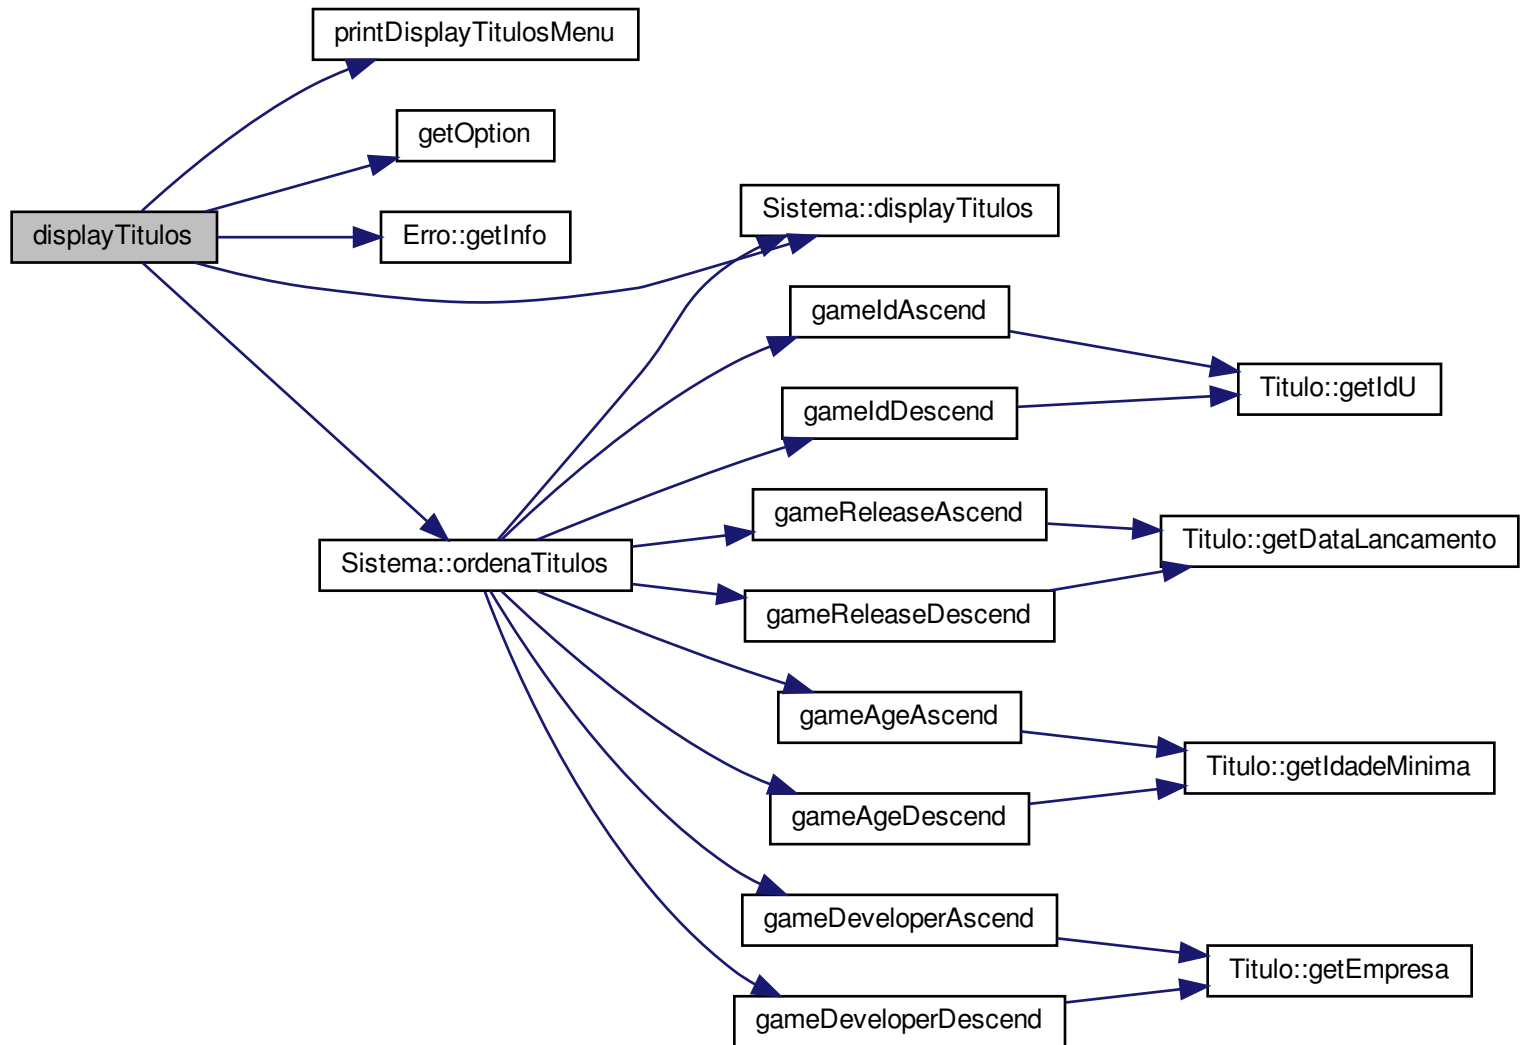 printDisplayTitulosMenu
getOption
displayTitulos
Erro::getInfo
Sistema::displayTitulos
gameIdAscend
gameIdDescend
Titulo::getIdU
gameReleaseAscend
Titulo::getDataLancamento
Sistema::ordenaTitulos
gameReleaseDescend
gameAgeAscend
Titulo::getIdadeMinima
gameAgeDescend
gameDeveloperAscend
Titulo::getEmpresa
gameDeveloperDescend